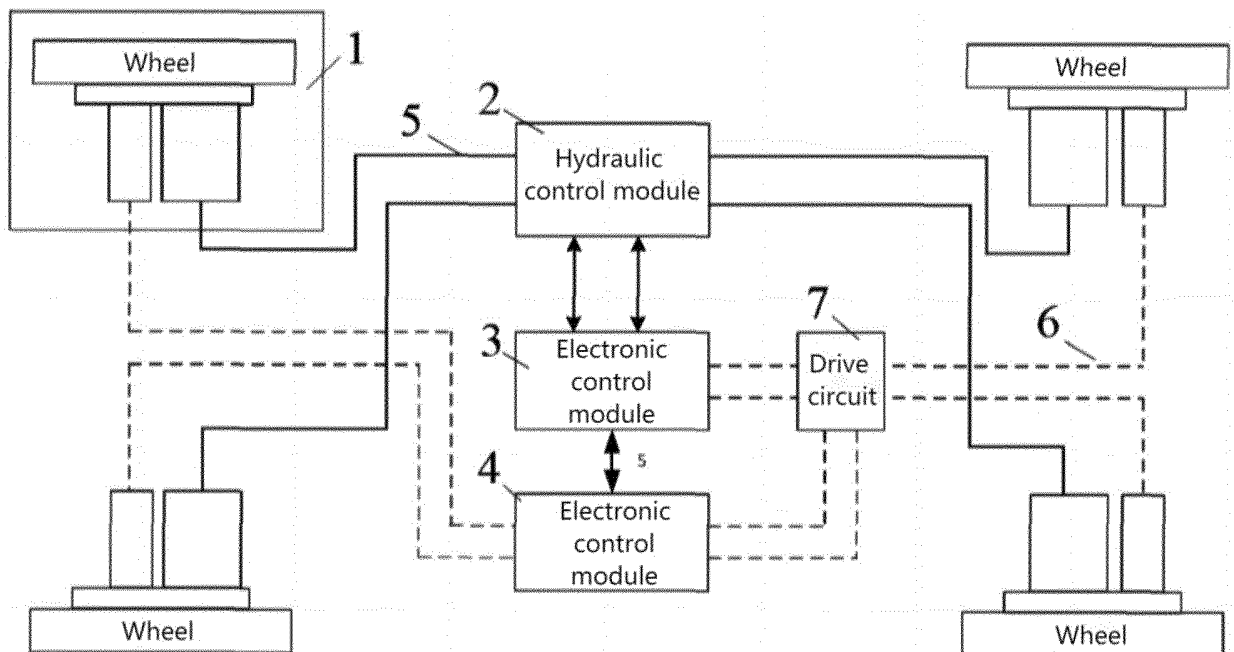 Wheel
1
2
5
Hydraulic
control module
Wheel
3
Electronic
control
module
7
Drive
circuit
6
5
4
Electronic
control
module
Wheel
Wheel